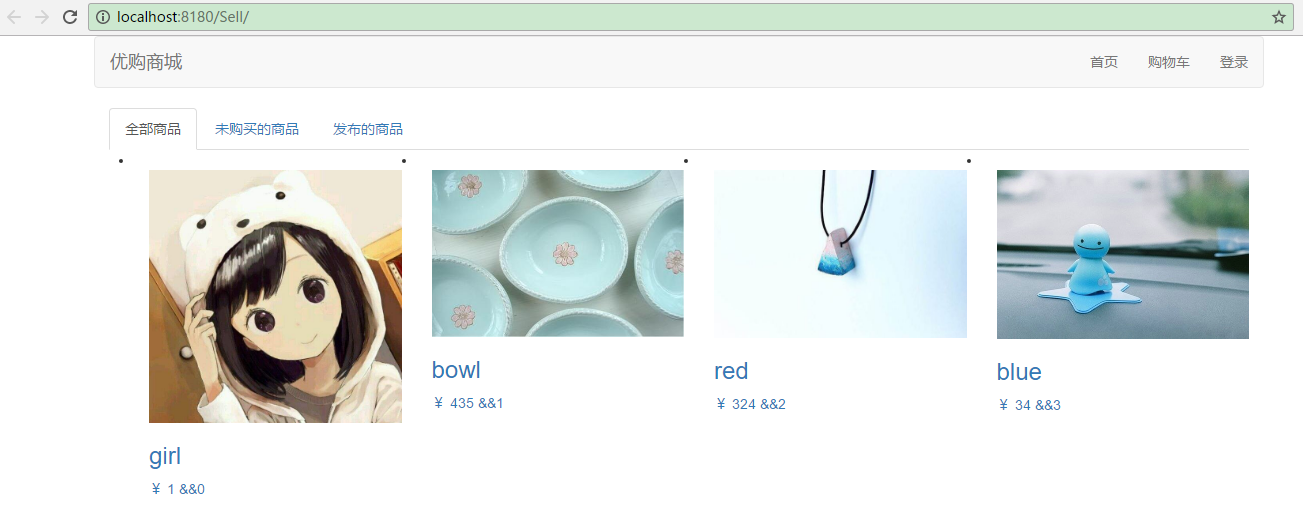 localhost:8180/Sell/
优购商城 首页 购物车 登录
全部商品 未购买的商品 发布的商品
girl
¥ 1 &&0
bowl
¥ 435 &&1
red
¥ 324 &&2
blue
¥ 34 &&3